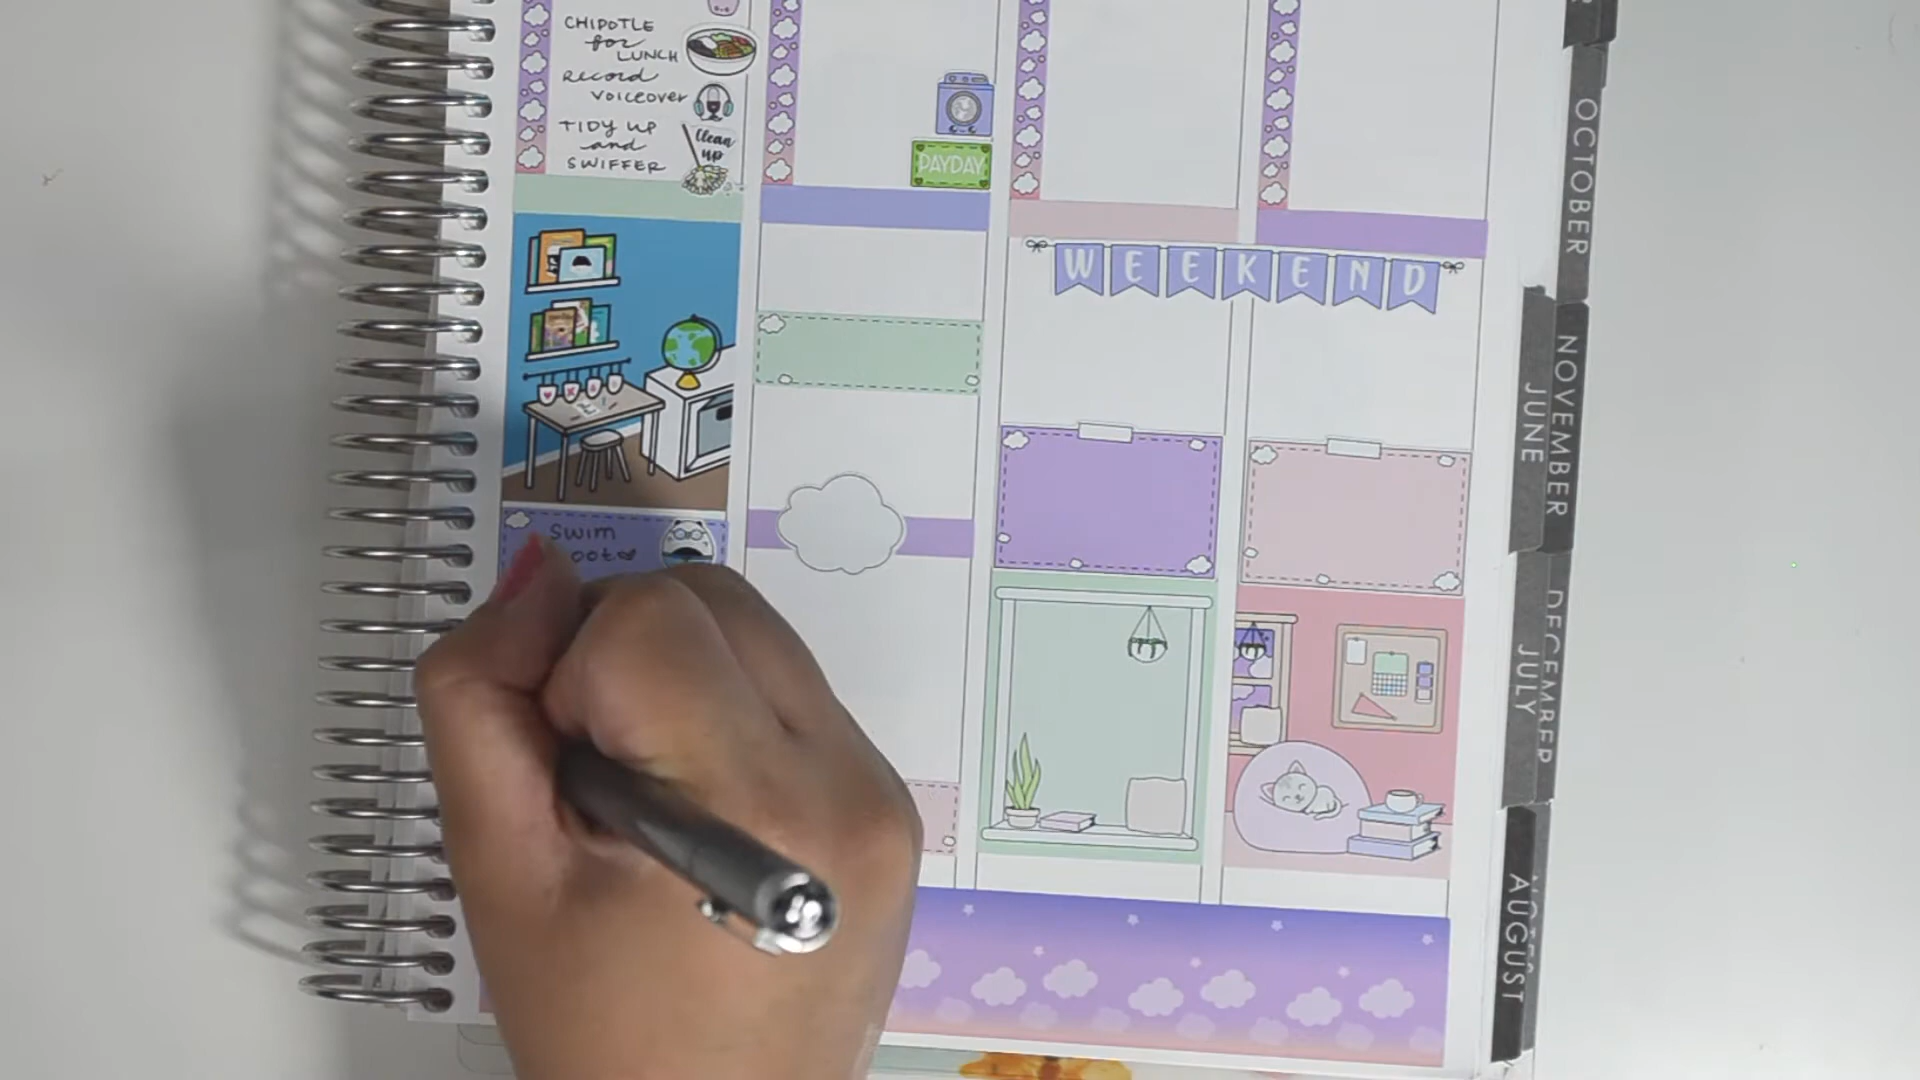 CHIPOTLE
for
LUNCH
Record
voiceover
TIDY UP
and
SWIFFER
Clean
up
PAYDAY
WEEKEND
Swim
OCTOBER
NOVEMBER
JUNE
DECEMBER
JULY
AUGUST